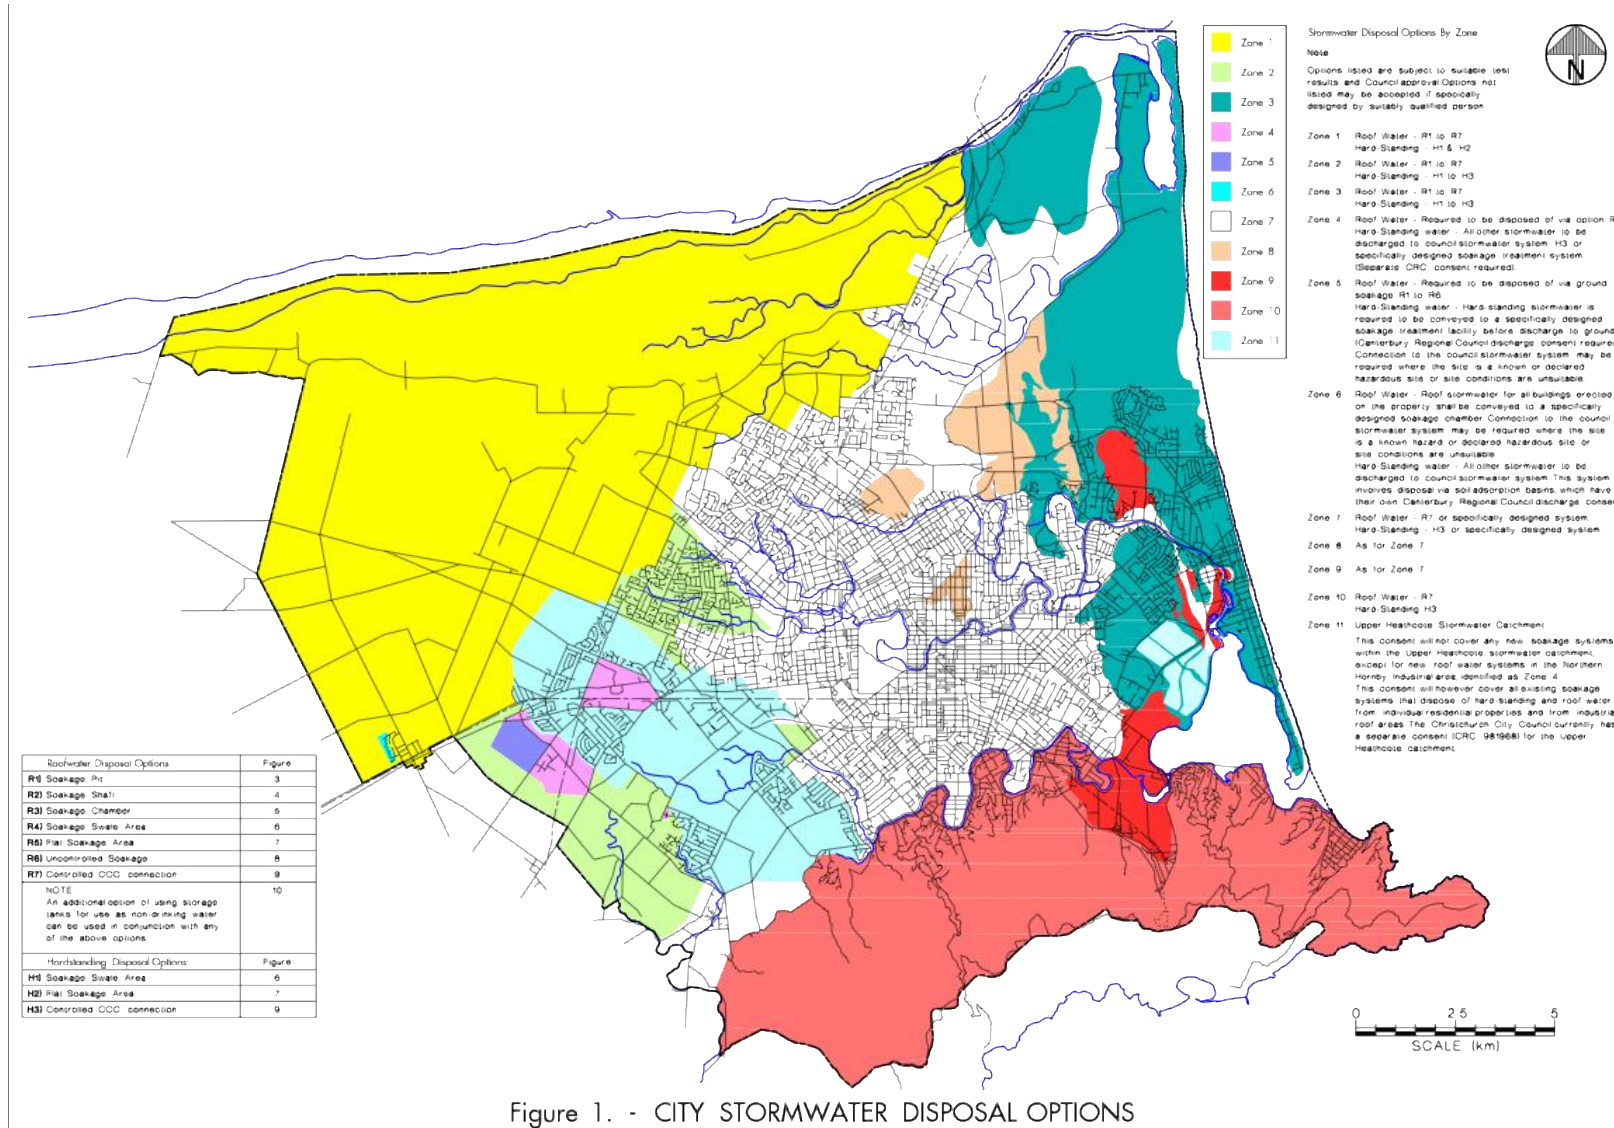 Zone 1
Zone 2
Zone 3
Zone 4
Zone 5
Zone 6
Zone 7
Zone 8
Zone 9
Zone 10
Zone 11
Stormwater Disposal Options By Zone
Note
Options listed are subject to suitable test
results and Council approval. Options not
listed may be accepted if specically
designed by suitably qualified person
N
Zone 1 Roof Water - R1 to R7
Hard-Standing - H1 & H2
Zone 2 Roof Water - R1 to R7
Hard-Standing - H1 to H3
Zone 3 Roof Water - R1 to R7
Hard-Standing - H1 to H3
Zone 4 Roof Water - Required to be disposed of via option R
Hard-Standing water - All other stormwater to be
discharged to council stormwater system H3 or
specifically designed soakage treatment system
(Separate CRC consent required)
Zone 5 Roof Water - Required to be disposed of via ground
soakage R1 to R6
Hard-Standing water - Hard-standing stormwater is
required to be conveyed to a specifically designed
soakage treatment facility before discharge to ground
(Canterbury Regional Council discharge consent require
Connection to the council stormwater system may be
required where the site is a known or declared
hazardous site or site conditions are unsuitable
Zone 6 Roof Water - Roof stormwater for all buildings erected
on the property shall be conveyed to a specifically
designed soakage chamber Connection to the council
stormwater system may be required where the site
is a known hazard or declared hazardous site or
site conditions are unsuitable
Hard-Standing water - All other stormwater to be
discharged to council stormwater system This system
involves disposal via soil adsorption basins which have
their own Canterbury Regional Council discharge conse
Zone 7 Roof Water - R7 or specifically designed system
Hard-Standing - H3 or specifically designed system
Zone 8 As for Zone 7
Zone 9 As for Zone 7
Zone 10 Roof Water - R7
Hard-Standing H3
Zone 11 Upper Heathcote Stormwater Catchment
This consent will not cover any new soakage systems
within the Upper Heathcote stormwater catchment,
except for new roof water systems in the Northern
Hornby Industrial area, identified as Zone 4
This consent will however cover all existing soakage
systems that dispose of hard-standing and roof water
from individual residential properties and from industria
roof areas The Christchurch City Council currently has
a separate consent (CRC 981968) for the Upper
Heathcote catchment.
Roofwater Disposal Options Figure
R1) Soakage Pit 3
R2) Soakage Shaft 4
R3) Soakage Chamber 5
R4) Soakage Swale Area 6
R5) Flat Soakage Area 7
R6) Uncontrolled Soakage 8
R7) Controlled CCC connection 9
NOTE 10
An additional option of using storage
tanks for use as non-drinking water
can be used in conjunction with any
of the above options
Hardstanding Disposal Options Figure
H1) Soakage Swale Area 6
H2) Flat Soakage Area 7
H3) Controlled CCC connection 9
0 2.5 5
SCALE (km)
Figure 1. - CITY STORMWATER DISPOSAL OPTIONS